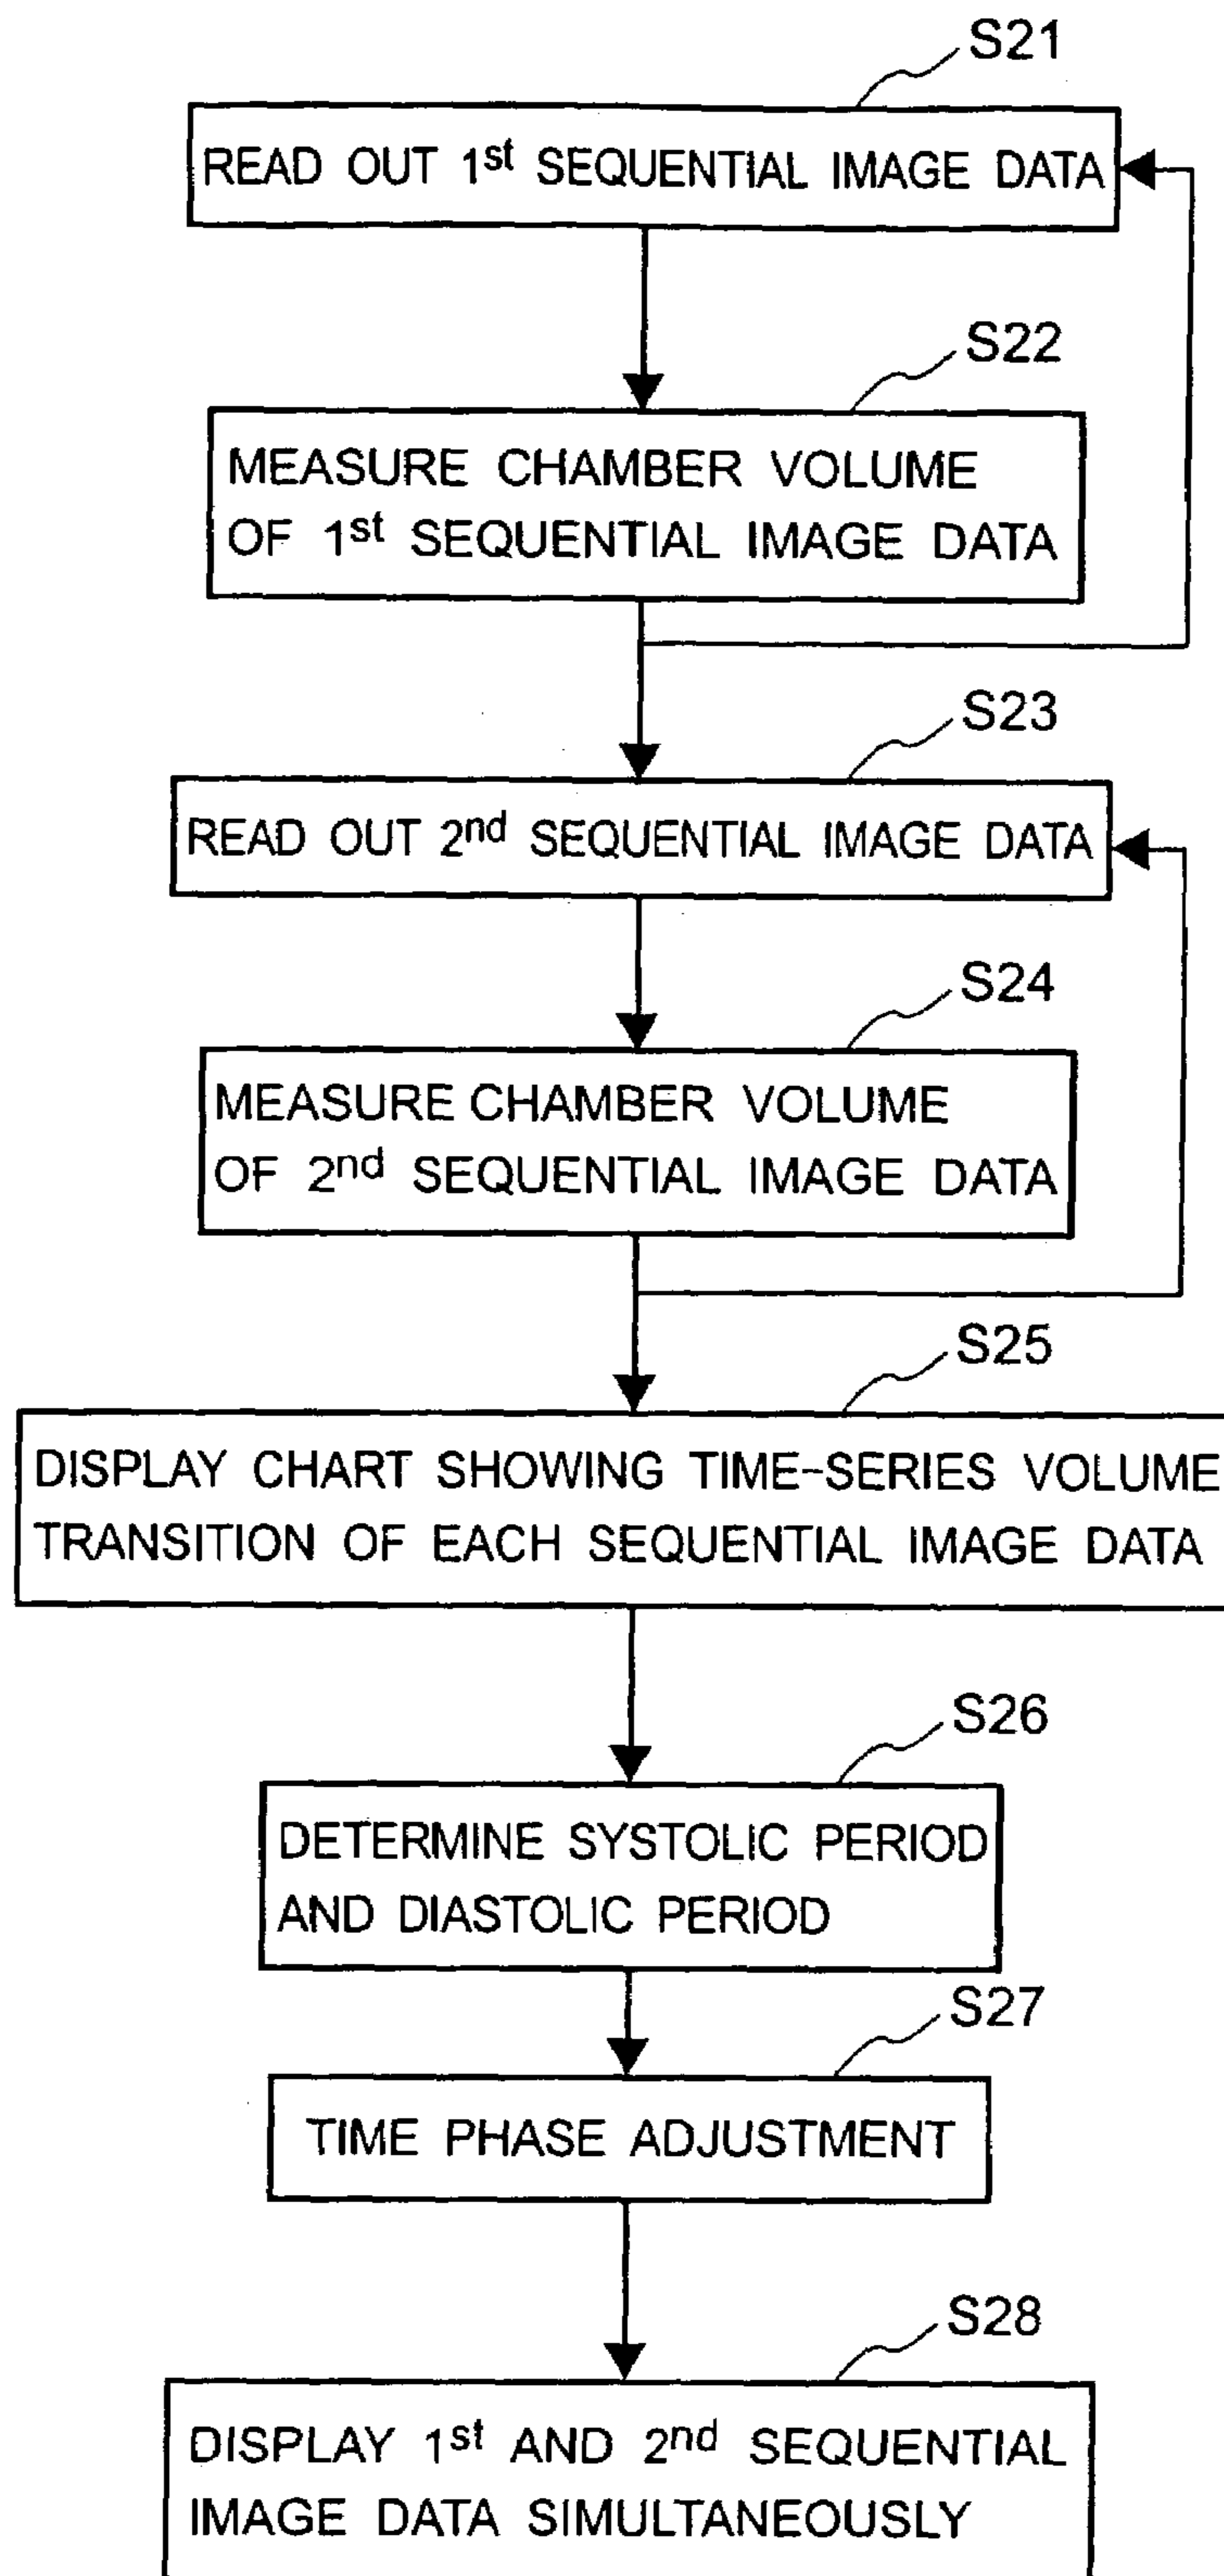 S21
READ OUT 1st SEQUENTIAL IMAGE DATA
S22
MEASURE CHAMBER VOLUME
OF 1st SEQUENTIAL IMAGE DATA
S23
READ OUT 2nd SEQUENTIAL IMAGE DATA
S24
MEASURE CHAMBER VOLUME
OF 2nd SEQUENTIAL IMAGE DATA
S25
DISPLAY CHART SHOWING TIME-SERIES VOLUME
TRANSITION OF EACH SEQUENTIAL IMAGE DATA
S26
DETERMINE SYSTOLIC PERIOD
AND DIASTOLIC PERIOD
S27
TIME PHASE ADJUSTMENT
S28
DISPLAY 1st AND 2nd SEQUENTIAL
IMAGE DATA SIMULTANEOUSLY